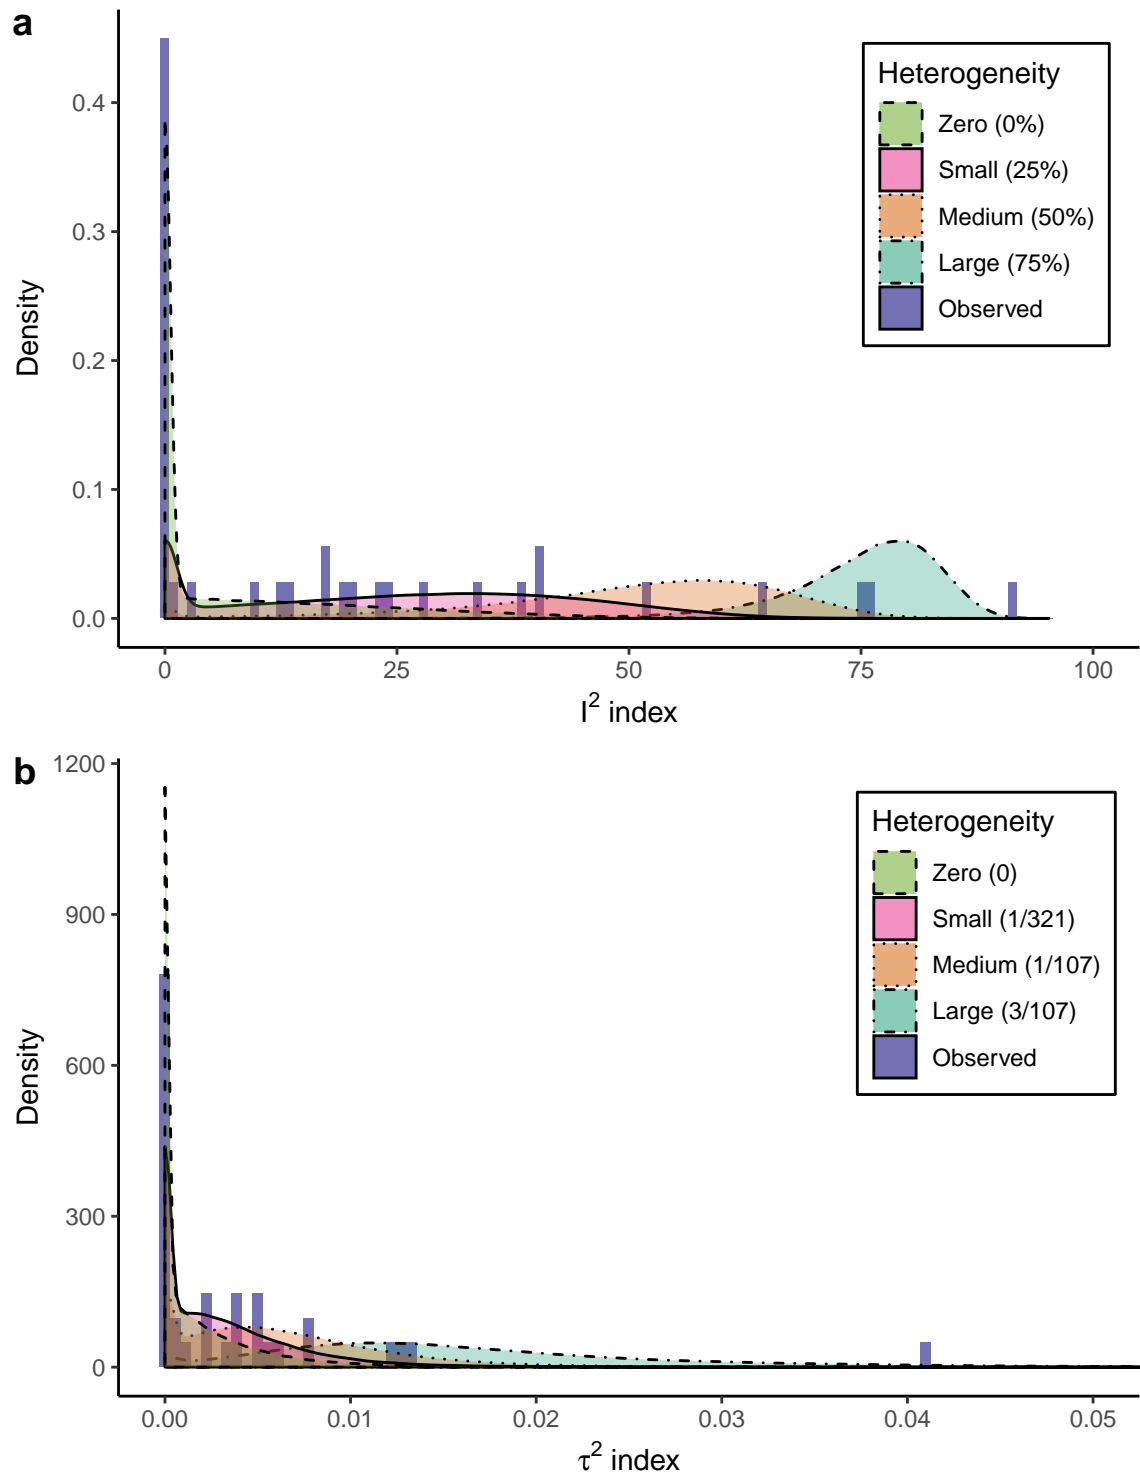 a
Density
0.4
0.3
0.2
0.1
0.0
0 25 50 75 100
I² index
Heterogeneity
Zero (0%)
Small (25%)
Medium (50%)
Large (75%)
Observed
b
Density
1200
900
600
300
0
0.00 0.01 0.02 0.03 0.04 0.05
τ² index
Heterogeneity
Zero (0)
Small (1/321)
Medium (1/107)
Large (3/107)
Observed